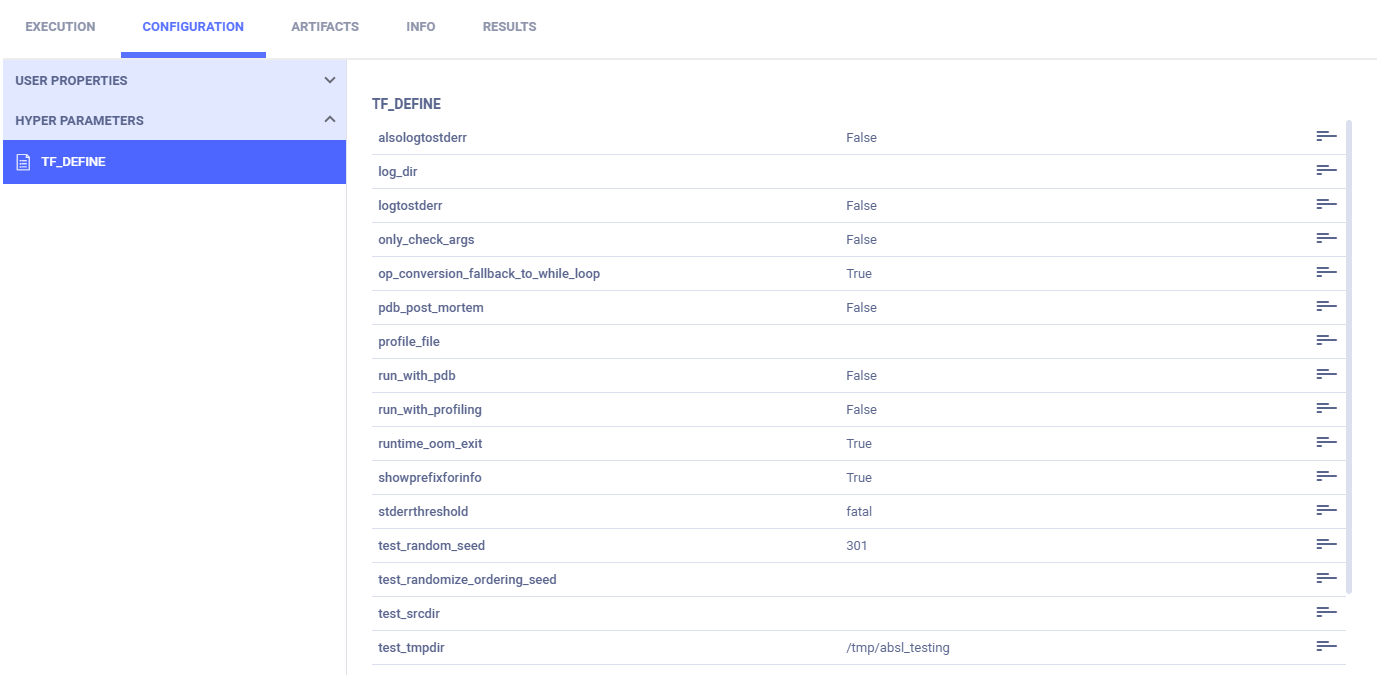 EXECUTION CONFIGURATION ARTIFACTS INFO RESULTS
USER PROPERTIES
HYPER PARAMETERS
TF_DEFINE
TF_DEFINE
alsologtostderr False
log_dir
logtostderr False
only_check_args False
op_conversion_fallback_to_while_loop True
pdb_post_mortem False
profile_file
run_with_pdb False
run_with_profiling False
runtime_oom_exit True
showprefixforinfo True
stderrthreshold fatal
test_random_seed 301
test_randomize_ordering_seed
test_srcdir
test_tmpdir /tmp/absl_testing